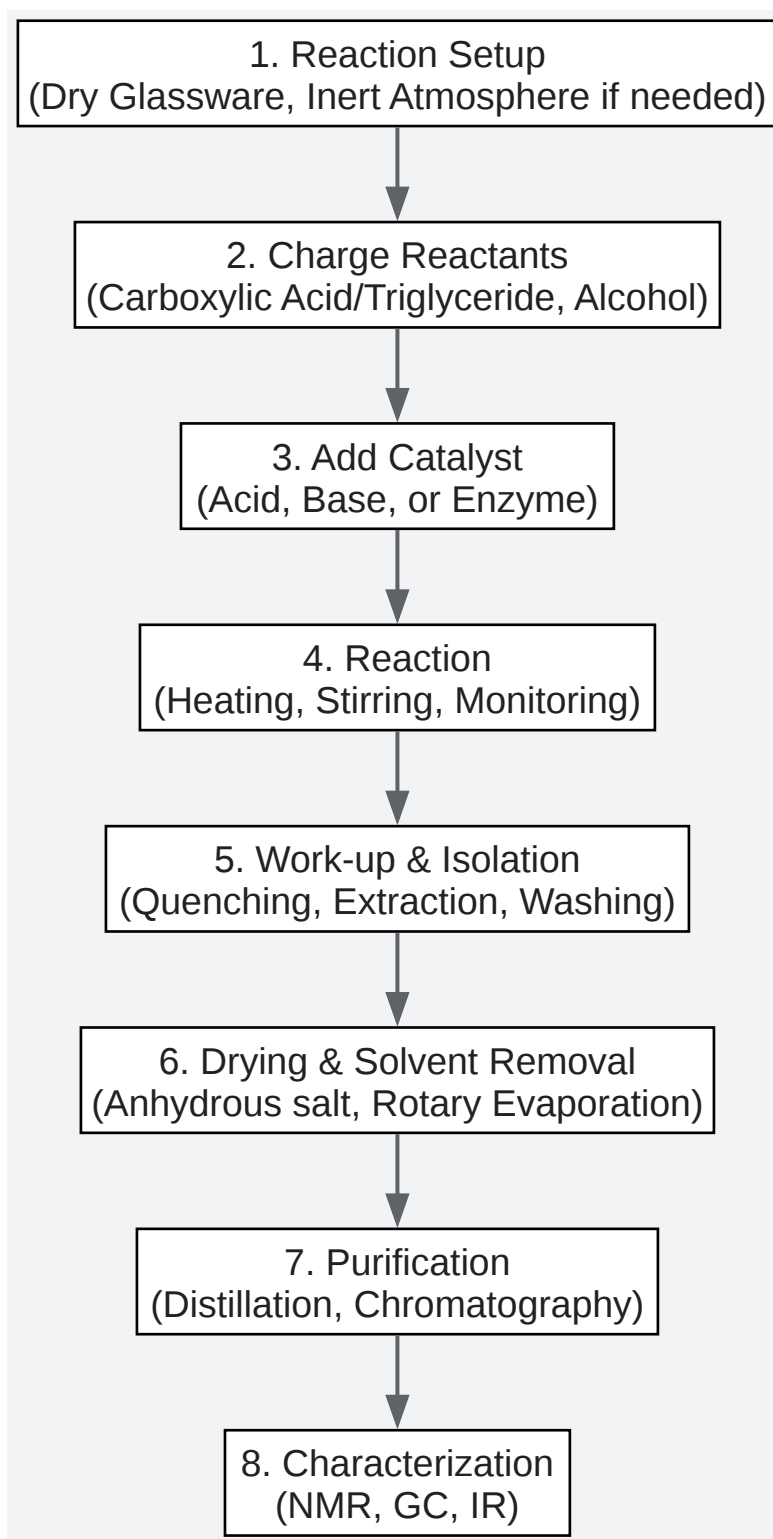 1. Reaction Setup
(Dry Glassware, Inert Atmosphere if needed)
2. Charge Reactants
(Carboxylic Acid/Triglyceride, Alcohol)
3. Add Catalyst
(Acid, Base, or Enzyme)
4. Reaction
(Heating, Stirring, Monitoring)
5. Work-up & Isolation
(Quenching, Extraction, Washing)
6. Drying & Solvent Removal
(Anhydrous salt, Rotary Evaporation)
7. Purification
(Distillation, Chromatography)
8. Characterization
(NMR, GC, IR)